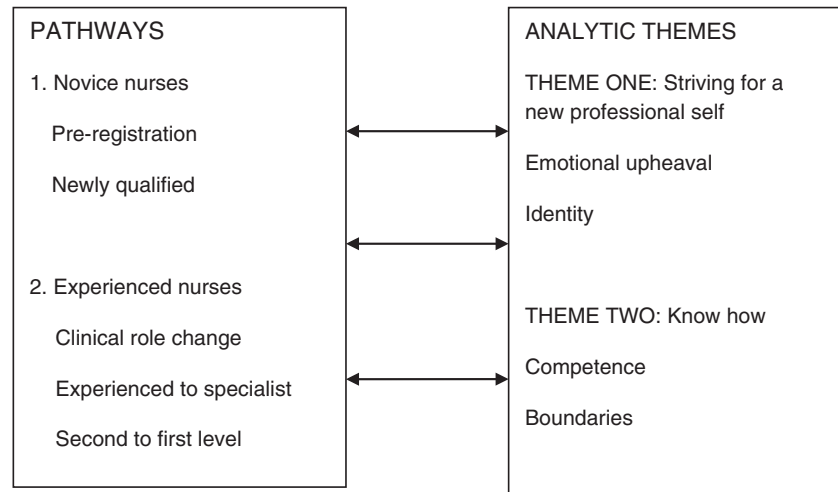 PATHWAYS
1. Novice nurses
Pre-registration
Newly qualified
2. Experienced nurses
Clinical role change
Experienced to specialist
Second to first level
ANALYTIC THEMES
THEME ONE: Striving for a
new professional self
Emotional upheaval
Identity
THEME TWO: Know how
Competence
Boundaries